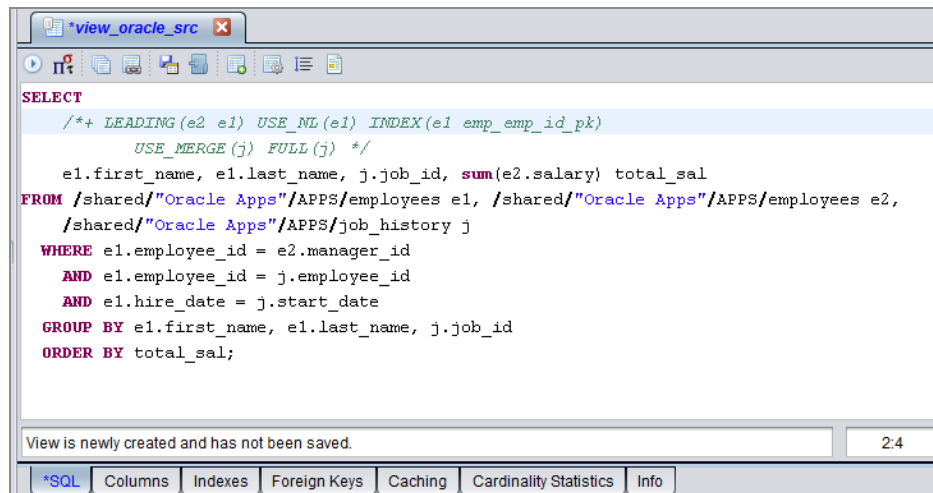 *view_oracle_src
SELECT
/*+ LEADING(e2 e1) USE_NL(e1) INDEX(e1 emp_emp_id_pk)
USE_MERGE(j) FULL(j) */
e1.first_name, e1.last_name, j.job_id, sum(e2.salary) total_sal
FROM /shared/"Oracle Apps"/APPS/employees e1, /shared/"Oracle Apps"/APPS/employees e2,
/shared/"Oracle Apps"/APPS/job_history j
WHERE e1.employee_id = e2.manager_id
AND e1.employee_id = j.employee_id
AND e1.hire_date = j.start_date
GROUP BY e1.first_name, e1.last_name, j.job_id
ORDER BY total_sal;
View is newly created and has not been saved. 2:4
*SQL Columns Indexes Foreign Keys Caching Cardinality Statistics Info